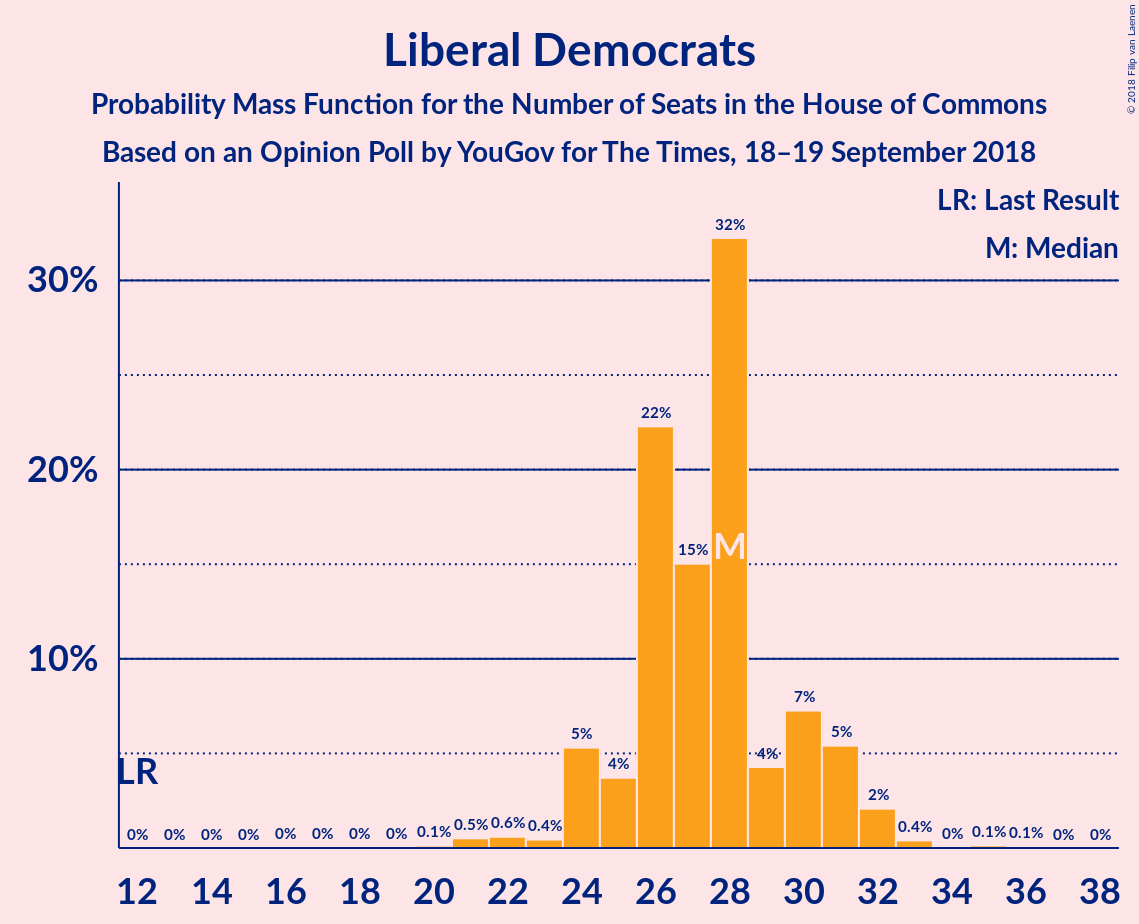 © 2018 Filip van Laenen
Liberal Democrats
Probability Mass Function for the Number of Seats in the House of Commons
Based on an Opinion Poll by YouGov for The Times, 18–19 September 2018
LR: Last Result
M: Median
30%
20%
10%
LR
M
0% 0% 0% 0% 0% 0% 0% 0% 0.1% 0.5% 0.6% 0.4% 5% 4% 22% 15% 32% 4% 7% 5% 2% 0.4% 0% 0.1% 0.1% 0% 0%
12 14 16 18 20 22 24 26 28 30 32 34 36 38